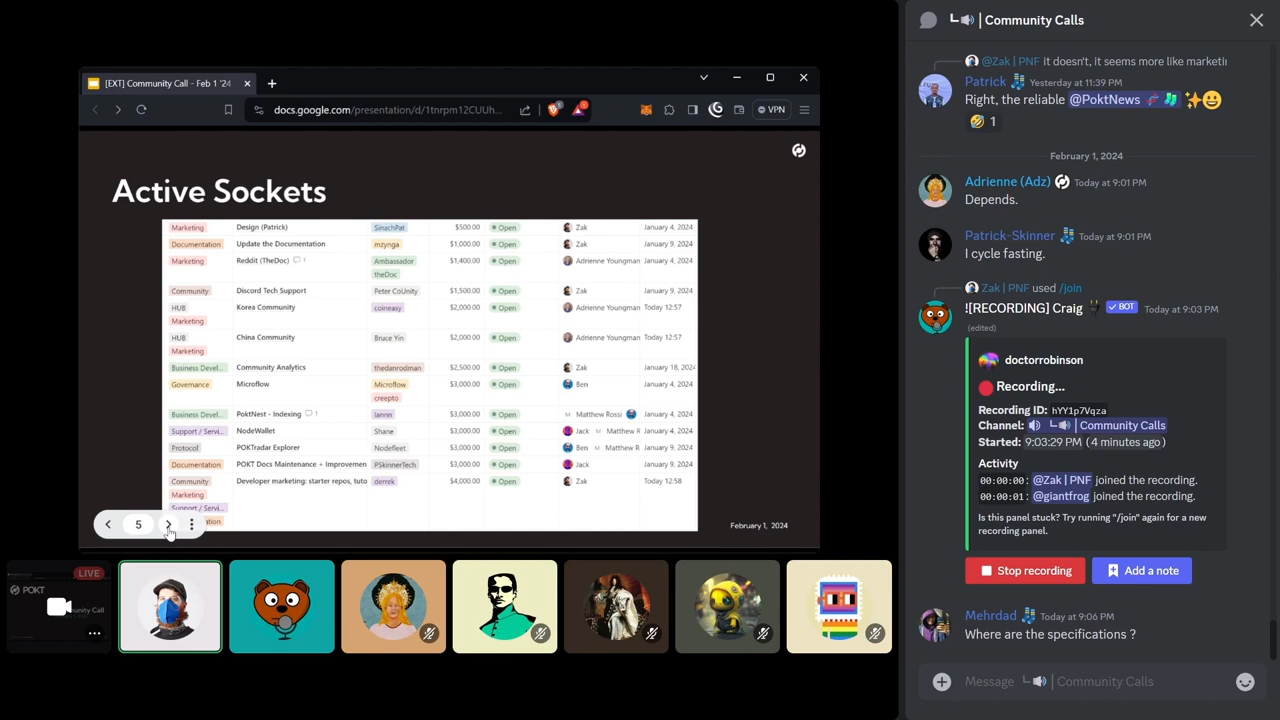 [EXT] Community Call - Feb 1 '24
docs.google.com/presentation/d/1tnrpm12CUUh...
VPN
Active Sockets
Marketing Design (Patrick) SinachPat $500.00 Open Zak January 4, 2024
Documentation Update the Documentation mzynga $1,000.00 Open Zak January 9, 2024
Marketing Reddit (TheDoc) 1 Ambassador $1,400.00 Open Adrienne Youngman January 4, 2024
theDoc
Community Discord Tech Support Peter CoUnity $1,500.00 Open Zak January 4, 2024
HUB Korea Community coineasy $2,000.00 Open Adrienne Youngman Today 12:57
Marketing
HUB China Community Bruce Yin $2,000.00 Open Adrienne Youngman Today 12:57
Marketing
Business Devel... Community Analytics thedanrodman $2,500.00 Open Zak January 18, 2024
Governance Microflow Microflow $3,000.00 Open Ben January 4, 2024
creepto
Business Devel... PoktNest - Indexing 1 Iannn $3,000.00 Open M Matthew Rossi January 4, 2024
Support / Servi... NodeWallet Shane $3,000.00 Open Jack M Matthew R January 4, 2024
Protocol POKTradar Explorer Nodefleet $3,000.00 Open Ben M Matthew R January 9, 2024
Documentation POKT Docs Maintenance + Improvemen PSkinnerTech $3,000.00 Open Jack January 9, 2024
Community Developer marketing: starter repos, tuto derrek $4,000.00 Open Zak Today 12:58
Marketing
Support / Servi...
5
February 1, 2024
LIVE
POKT
Community Calls
@Zak | PNF it doesn't, it seems more like marketi
Patrick Yesterday at 11:39 PM
Right, the reliable @PoktNews
1
February 1, 2024
Adrienne (Adz) Today at 9:01 PM
Depends.
Patrick-Skinner Today at 9:01 PM
I cycle fasting.
Zak | PNF used /join
![RECORDING] Craig BOT Today at 9:03 PM
(edited)
doctorrobinson
Recording...
Recording ID: hYY1p7Vqza
Channel: Community Calls
Started: 9:03:29 PM (4 minutes ago)
Activity
00:00:00: @Zak | PNF joined the recording.
00:00:01: @giantfrog joined the recording.
Is this panel stuck? Try running "/join" again for a new
recording panel.
Stop recording Add a note
Mehrdad Today at 9:06 PM
Where are the specifications ?
Message Community Calls